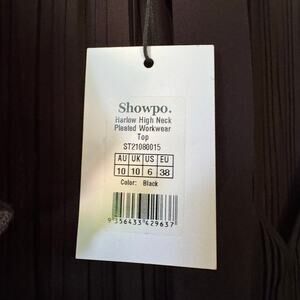 Showpo.
Harlow High Neck
Pleated Workwear
Top
ST21080015
AU UK US EU
10 10 6 38
Color: Black
9 356433 429637